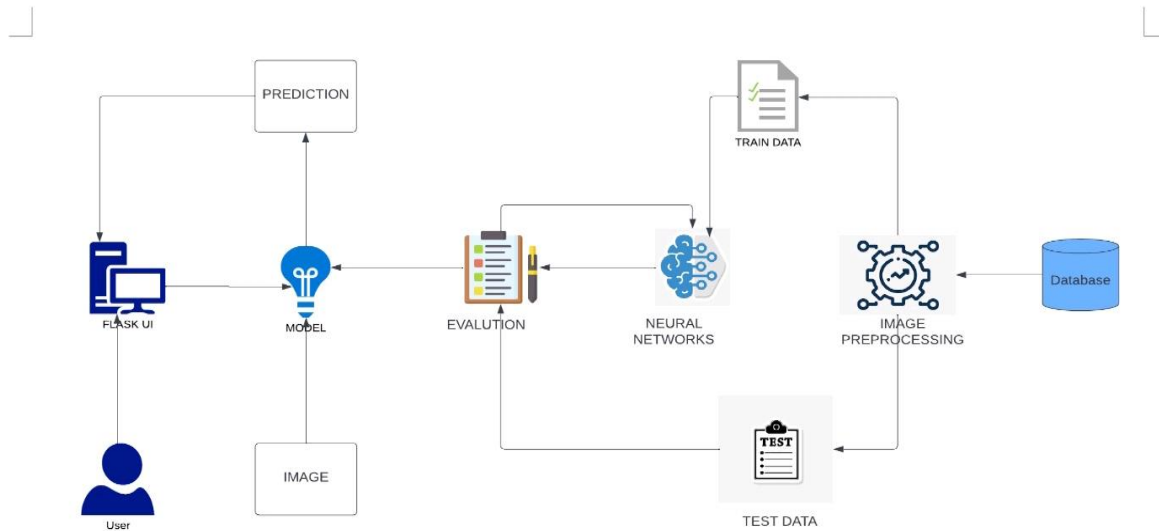 PREDICTION
TRAIN DATA
FLASK UI
MODEL
EVALUTION
NEURAL
NETWORKS
IMAGE
PREPROCESSING
Database
IMAGE
TEST
User
TEST DATA